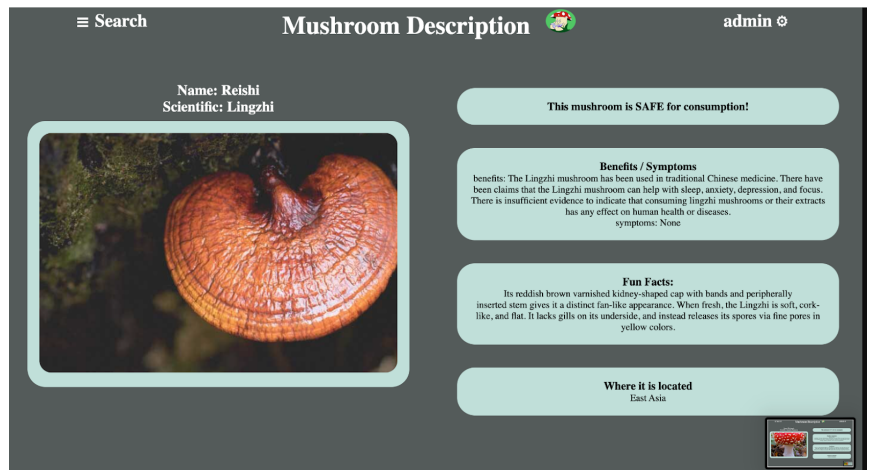 ≡ Search
Mushroom Description
admin ⚙
Name: Reishi
Scientific: Lingzhi
This mushroom is SAFE for consumption!
Benefits / Symptoms
benefits: The Lingzhi mushroom has been used in traditional Chinese medicine. There have
been claims that the Lingzhi mushroom can help with sleep, anxiety, depression, and focus.
There is insufficient evidence to indicate that consuming lingzhi mushrooms or their extracts
has any effect on human health or diseases.
symptoms: None
Fun Facts:
Its reddish brown varnished kidney-shaped cap with bands and peripherally
inserted stem gives it a distinct fan-like appearance. When fresh, the Lingzhi is soft, cork-
like, and flat. It lacks gills on its underside, and instead releases its spores via fine pores in
yellow colors.
Where it is located
East Asia